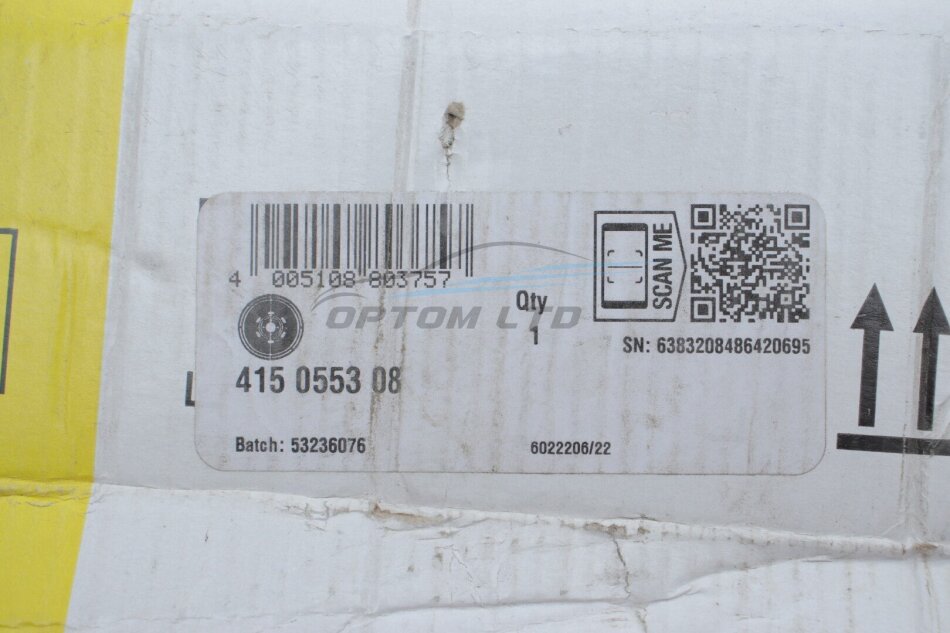 4 005108 803757
SCAN ME
OPTOM LTD
Qty
1
SN: 6383208486420695
415 0553 08
Batch: 53236076
6022206/22